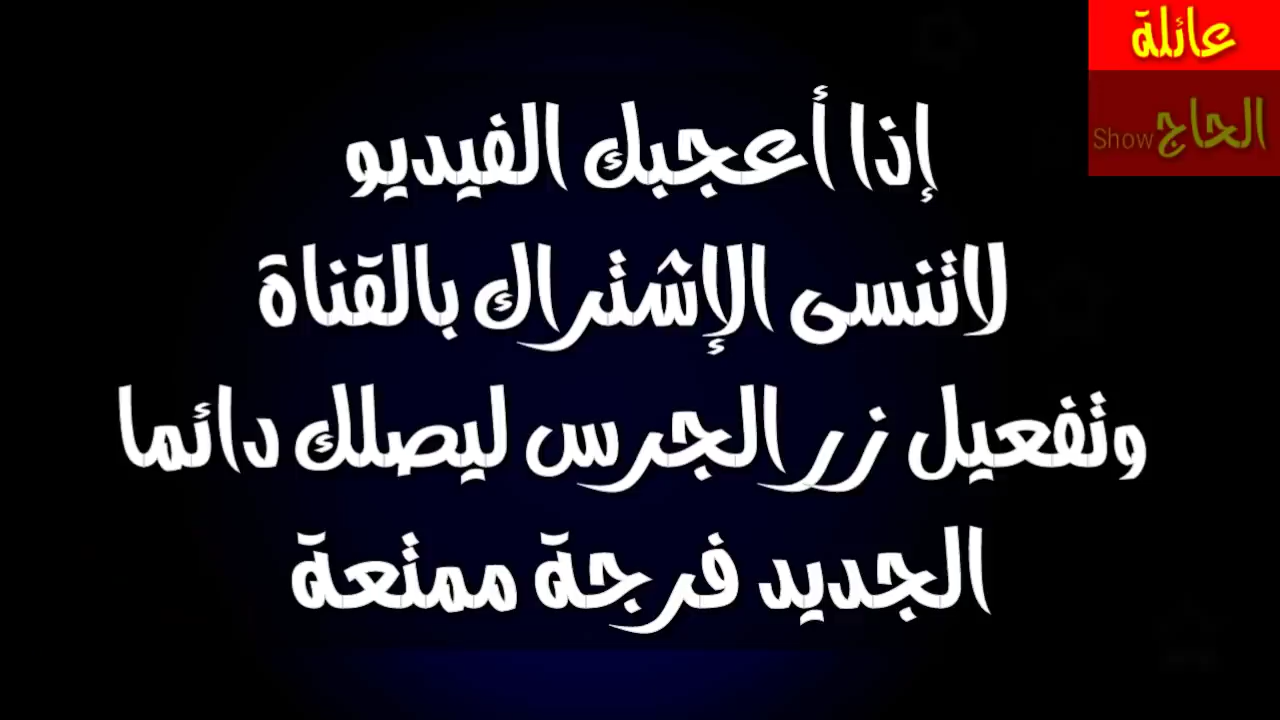 عائلة
الحاج Show
إذا أعجبك الفيديو
لاتنسى الإشتراك بالقناة
وتفعيل زر الجرس ليصلك دائما
الجديد فرجة ممتعة